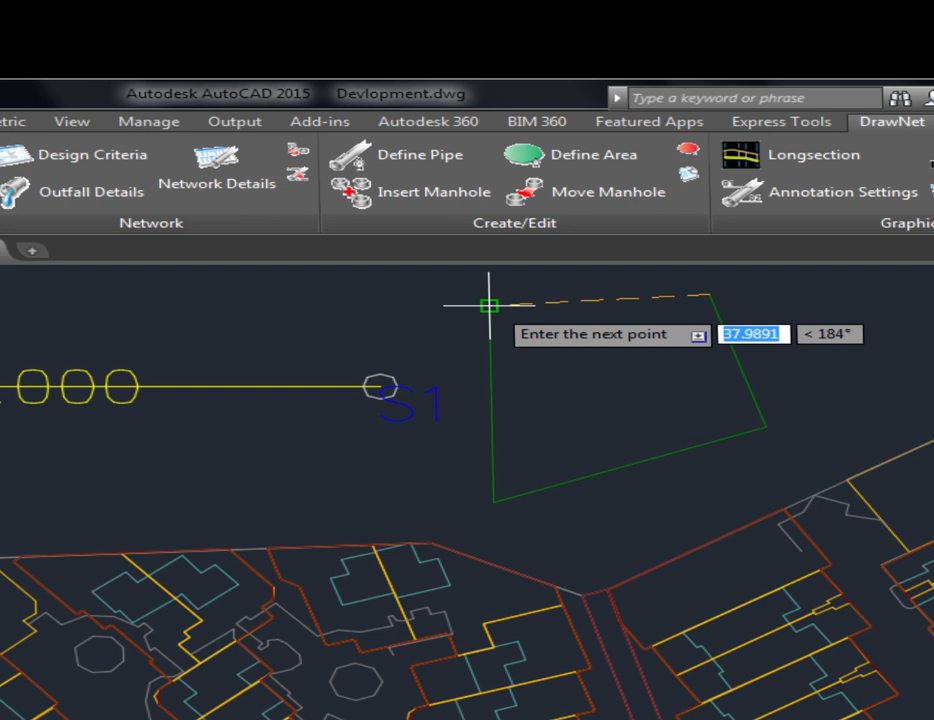 Autodesk AutoCAD 2015 Devlopment.dwg
Type a keyword or phrase
View Manage Output Add-ins Autodesk 360 BIM 360 Featured Apps Express Tools DrawNet
Design Criteria
Outfall Details
Network Details
Network
Define Pipe
Define Area
Insert Manhole
Move Manhole
Create/Edit
Longsection
Annotation Settings
Enter the next point 37.9891 < 184°
000
S1